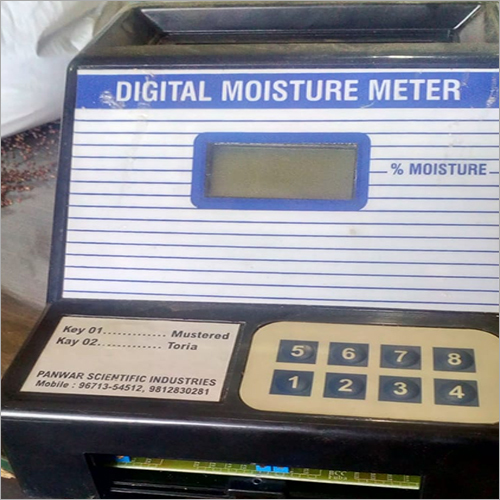 DIGITAL MOISTURE METER
% MOISTURE
Key 01............. Mustered
Kay 02............. Toria
PANWAR SCIENTIFIC INDUSTRIES
Mobile : 96713-54512, 9812830281
5 6 7 8
1 2 3 4